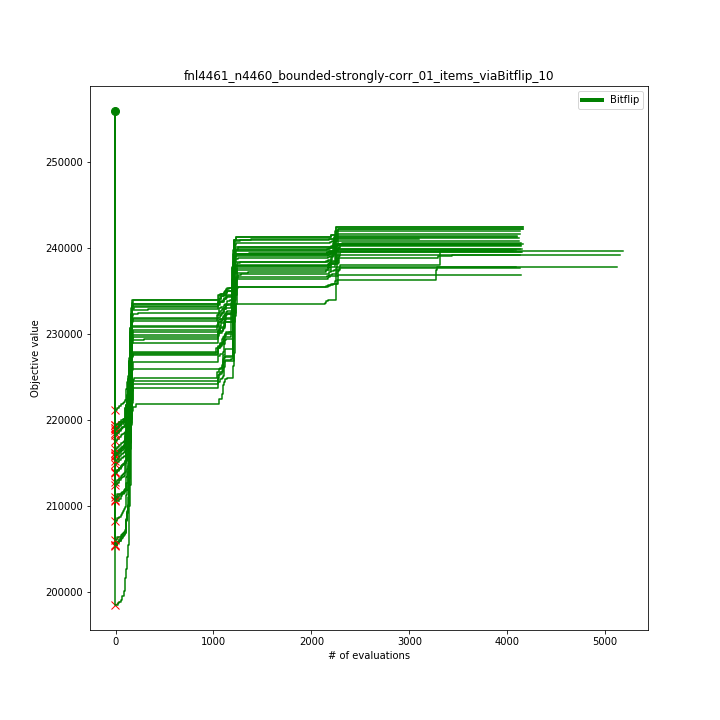 fnl4461_n4460_bounded-strongly-corr_01_items_viaBitflip_10
Bitflip
Objective value
250000
240000
230000
220000
210000
200000
0 1000 2000 3000 4000 5000
# of evaluations